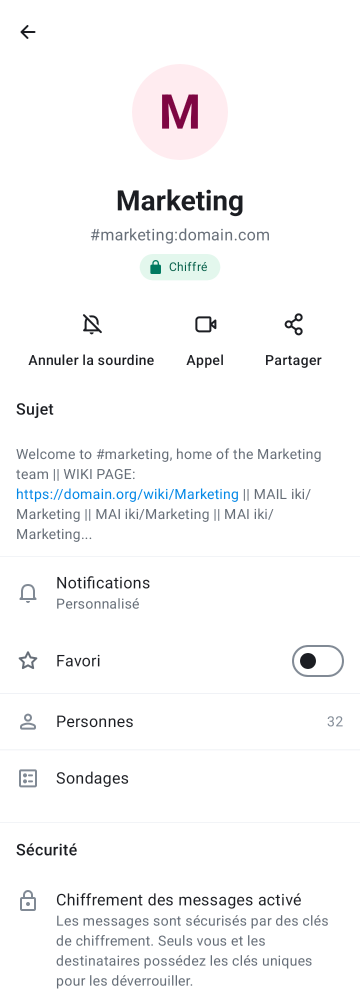 M
Marketing
#marketing:domain.com
Chiffré
Annuler la sourdine
Appel
Partager
Sujet
Welcome to #marketing, home of the Marketing
team || WIKI PAGE:
https://domain.org/wiki/Marketing || MAIL iki/
Marketing || MAI iki/Marketing || MAI iki/
Marketing...
Notifications
Personnalisé
Favori
Personnes
32
Sondages
Sécurité
Chiffrement des messages activé
Les messages sont sécurisés par des clés
de chiffrement. Seuls vous et les
destinataires possédez les clés uniques
pour les déverrouiller.